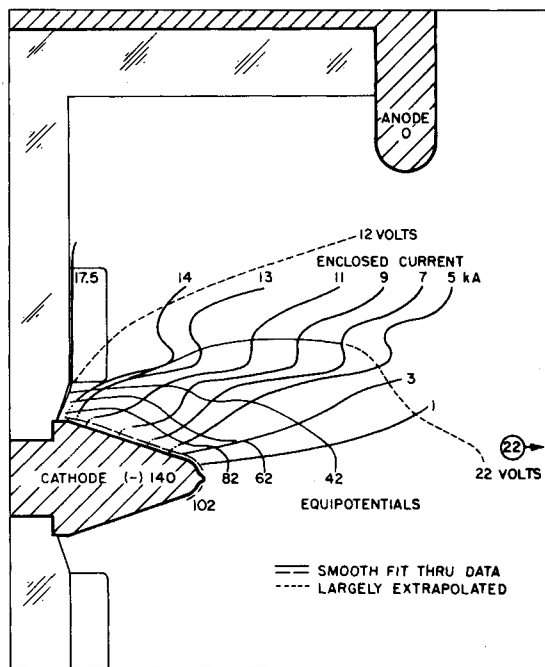 ANODE
0
12 VOLTS
ENCLOSED CURRENT
17.5 14 13 11 9 7 5 kA
3
1
22
22 VOLTS
CATHODE (-) 140
82 62 42
102
EQUIPOTENTIALS
SMOOTH FIT THRU DATA
LARGELY EXTRAPOLATED